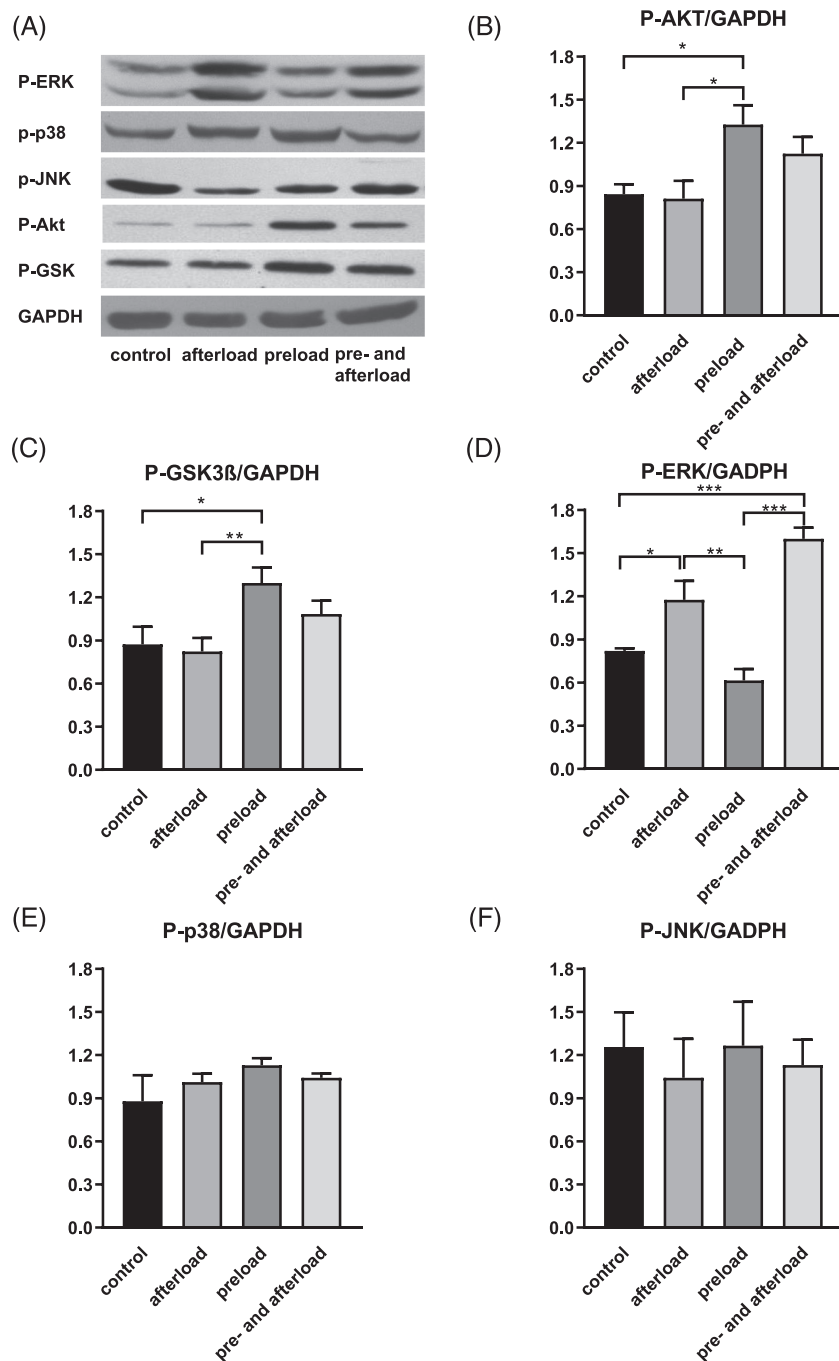 (A)
P-ERK
p-p38
p-JNK
P-Akt
P-GSK
GAPDH
control afterload preload pre- and
afterload
(B)
P-AKT/GAPDH
1.8
1.5
1.2
0.9
0.6
0.3
0.0
*
*
control
afterload
preload
pre- and afterload
(C)
P-GSK3ß/GAPDH
1.8
1.5
1.2
0.9
0.6
0.3
0.0
*
**
control
afterload
preload
pre- and afterload
(D)
P-ERK/GADPH
1.8
1.5
1.2
0.9
0.6
0.3
0.0
***
***
*
**
control
afterload
preload
pre- and afterload
(E)
P-p38/GAPDH
1.8
1.5
1.2
0.9
0.6
0.3
0.0
control
afterload
preload
pre- and afterload
(F)
P-JNK/GADPH
1.8
1.5
1.2
0.9
0.6
0.3
0.0
control
afterload
preload
pre- and afterload